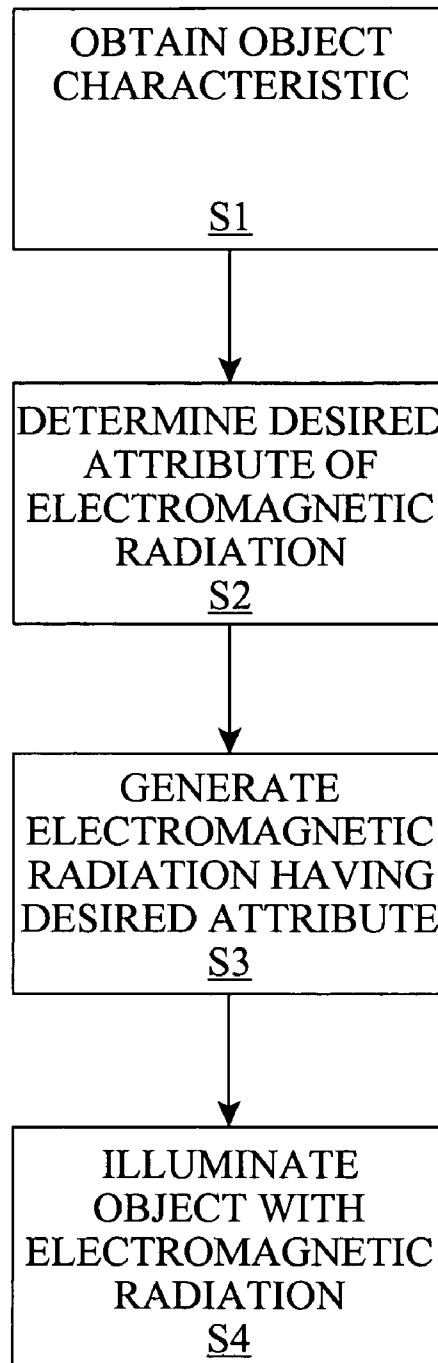 OBTAIN OBJECT
CHARACTERISTIC
S1
DETERMINE DESIRED
ATTRIBUTE OF
ELECTROMAGNETIC
RADIATION
S2
GENERATE
ELECTROMAGNETIC
RADIATION HAVING
DESIRED ATTRIBUTE
S3
ILLUMINATE
OBJECT WITH
ELECTROMAGNETIC
RADIATION
S4